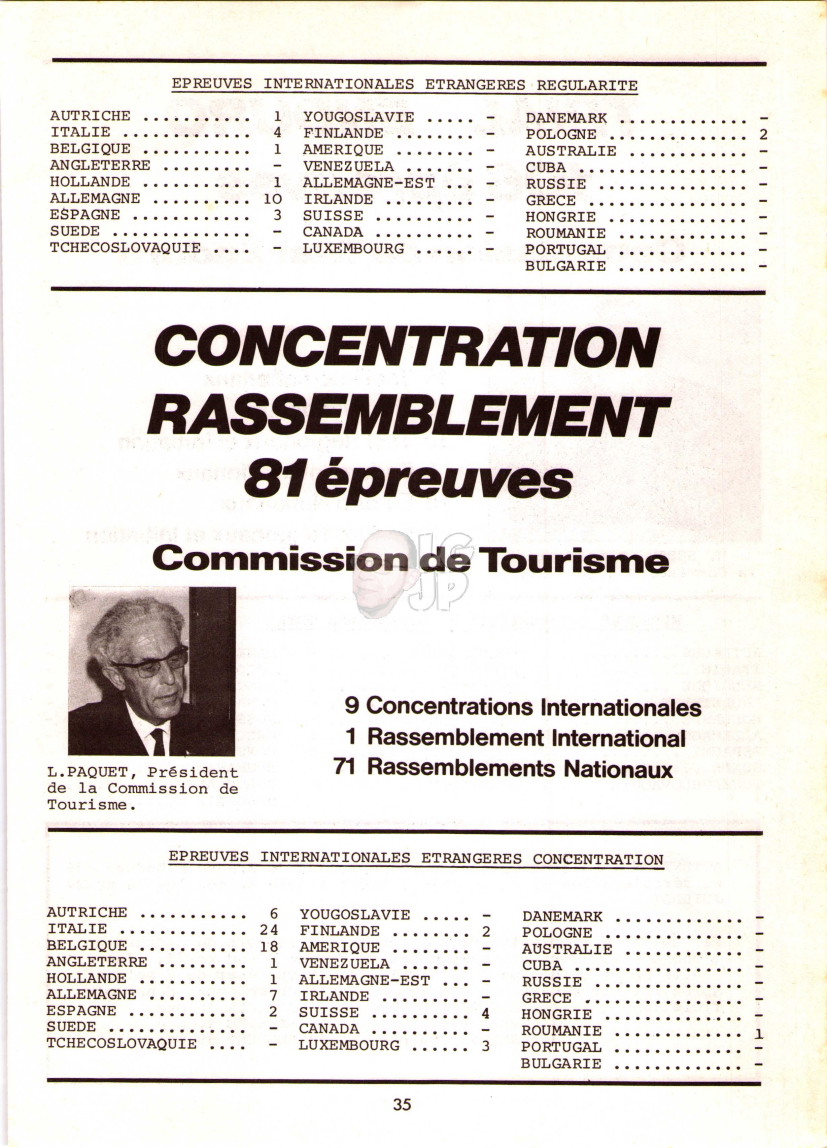 EPREUVES INTERNATIONALES ETRANGERES REGULARITE
AUTRICHE ........... 1 YOUGOSLAVIE ..... - DANEMARK ............. -
ITALIE ............. 4 FINLANDE ........ - POLOGNE .............. 2
BELGIQUE ........... 1 AMERIQUE ........ - AUSTRALIE ............ -
ANGLETERRE ......... - VENEZUELA ....... - CUBA ................. -
HOLLANDE ........... 1 ALLEMAGNE-EST ... - RUSSIE ............... -
ALLEMAGNE .......... 10 IRLANDE ......... - GRECE ................ -
ESPAGNE ............ 3 SUISSE .......... - HONGRIE .............. -
SUEDE .............. - CANADA .......... - ROUMANIE ............. -
TCHECOSLOVAQUIE .... - LUXEMBOURG ...... - PORTUGAL ............. -
BULGARIE ............. -
CONCENTRATION
RASSEMBLEMENT
81 épreuves
Commission de Tourisme
JG
JP
9 Concentrations Internationales
1 Rassemblement International
71 Rassemblements Nationaux
L.PAQUET, Président
de la Commission de
Tourisme.
EPREUVES INTERNATIONALES ETRANGERES CONCENTRATION
AUTRICHE ........... 6 YOUGOSLAVIE ..... - DANEMARK ............. -
ITALIE ............. 24 FINLANDE ........ 2 POLOGNE .............. -
BELGIQUE ........... 18 AMERIQUE ........ - AUSTRALIE ............ -
ANGLETERRE ......... 1 VENEZUELA ....... - CUBA ................. -
HOLLANDE ........... 1 ALLEMAGNE-EST ... - RUSSIE ............... -
ALLEMAGNE .......... 7 IRLANDE ......... - GRECE ................ -
ESPAGNE ............ 2 SUISSE .......... 4 HONGRIE .............. -
SUEDE .............. - CANADA .......... - ROUMANIE ............. 1
TCHECOSLOVAQUIE .... - LUXEMBOURG ...... 3 PORTUGAL ............. -
BULGARIE ............. -
35